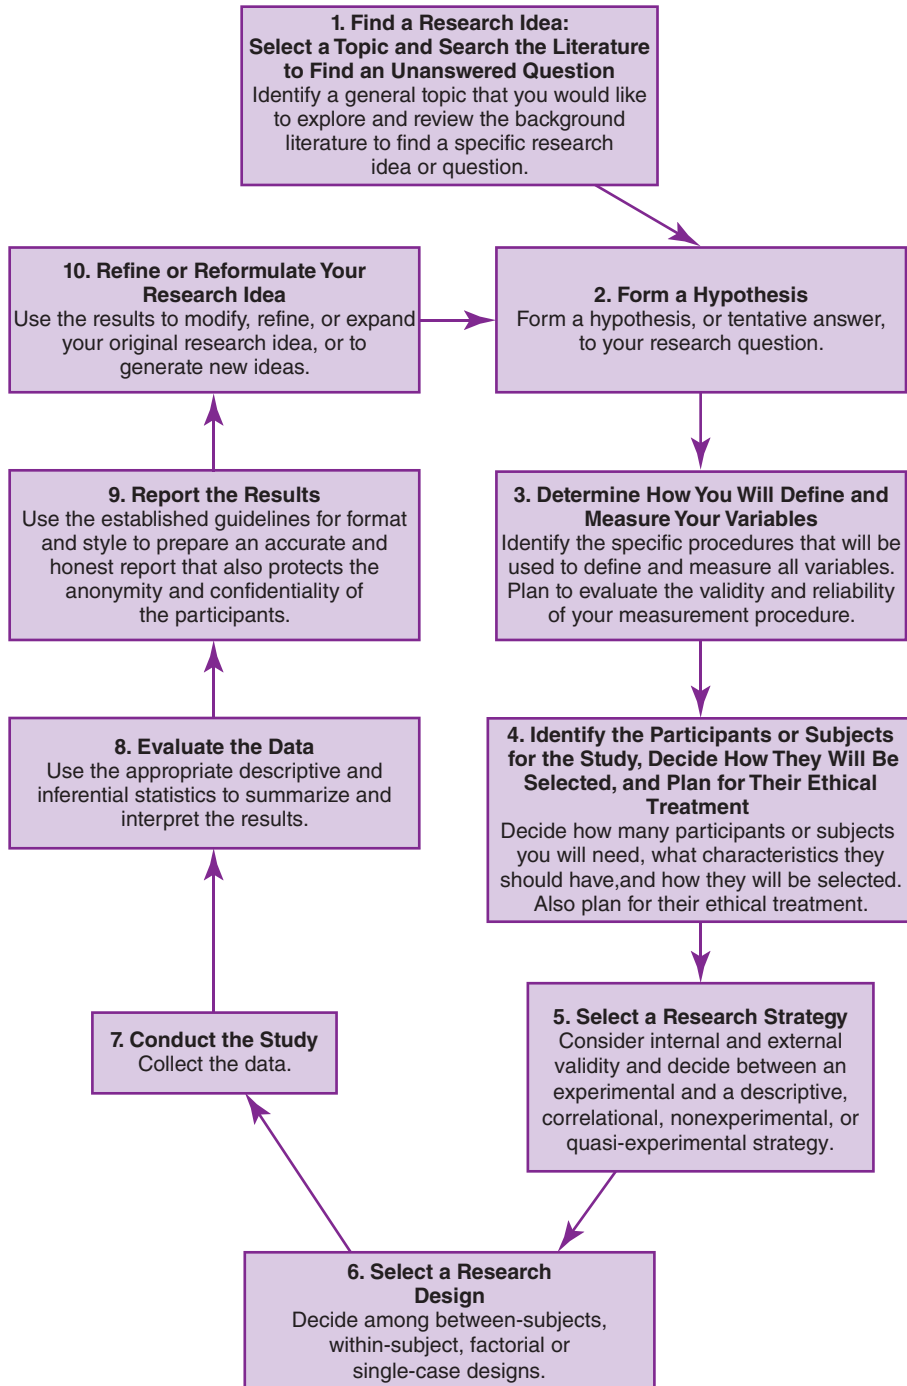 1. Find a Research Idea:
Select a Topic and Search the Literature
to Find an Unanswered Question
Identify a general topic that you would like
to explore and review the background
literature to find a specific research
idea or question.
10. Refine or Reformulate Your
Research Idea
Use the results to modify, refine, or expand
your original research idea, or to
generate new ideas.
2. Form a Hypothesis
Form a hypothesis, or tentative answer,
to your research question.
9. Report the Results
Use the established guidelines for format
and style to prepare an accurate and
honest report that also protects the
anonymity and confidentiality of
the participants.
3. Determine How You Will Define and
Measure Your Variables
Identify the specific procedures that will be
used to define and measure all variables.
Plan to evaluate the validity and reliability
of your measurement procedure.
8. Evaluate the Data
Use the appropriate descriptive and
inferential statistics to summarize and
interpret the results.
4. Identify the Participants or Subjects
for the Study, Decide How They Will Be
Selected, and Plan for Their Ethical
Treatment
Decide how many participants or subjects
you will need, what characteristics they
should have,and how they will be selected.
Also plan for their ethical treatment.
7. Conduct the Study
Collect the data.
5. Select a Research Strategy
Consider internal and external
validity and decide between an
experimental and a descriptive,
correlational, nonexperimental, or
quasi-experimental strategy.
6. Select a Research
Design
Decide among between-subjects,
within-subject, factorial or
single-case designs.